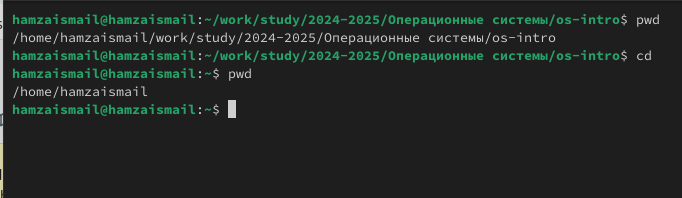 hamzaismail@hamzaismail:~/work/study/2024-2025/Операционные системы/os-intro$ pwd
/home/hamzaismail/work/study/2024-2025/Операционные системы/os-intro
hamzaismail@hamzaismail:~/work/study/2024-2025/Операционные системы/os-intro$ cd
hamzaismail@hamzaismail:~$ pwd
/home/hamzaismail
hamzaismail@hamzaismail:~$